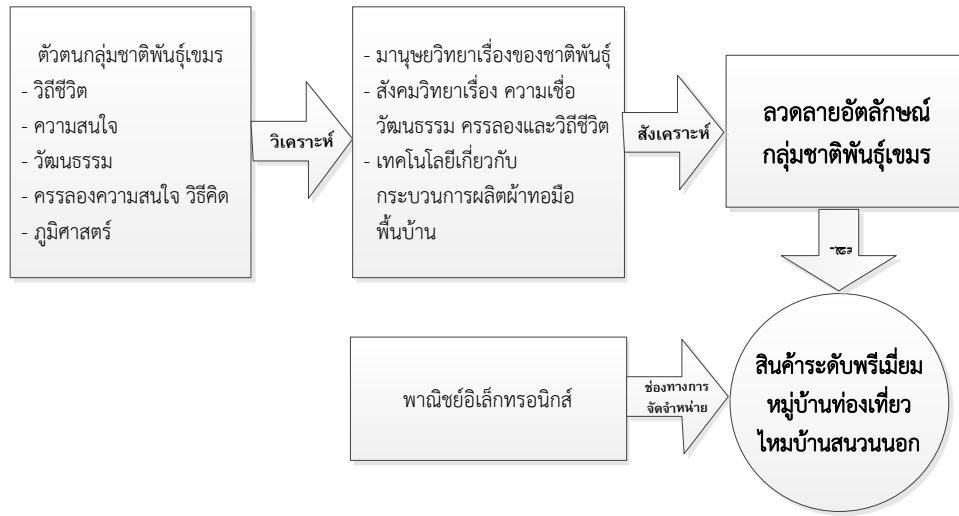 ตัวตนกลุ่มชาติพันธุ์เขมร
- วิถีชีวิต
- ความสนใจ
- วัฒนธรรม
- ครรลองความสนใจ วิธีคิด
- ภูมิศาสตร์
วิเคราะห์
- มานุษยวิทยาเรื่องของชาติพันธุ์
- สังคมวิทยาเรื่อง ความเชื่อ
วัฒนธรรม ครรลองและวิถีชีวิต
- เทคโนโลยีเกี่ยวกับ
กระบวนการผลิตผ้าทอมือ
พื้นบ้าน
สังเคราะห์
ลวดลายอัตลักษณ์
กลุ่มชาติพันธุ์เขมร
พาณิชย์อิเล็กทรอนิกส์
ช่องทางการ
จัดจำหน่าย
สินค้าระดับพรีเมี่ยม
หมู่บ้านท่องเที่ยว
ไหมบ้านสนวนนอก